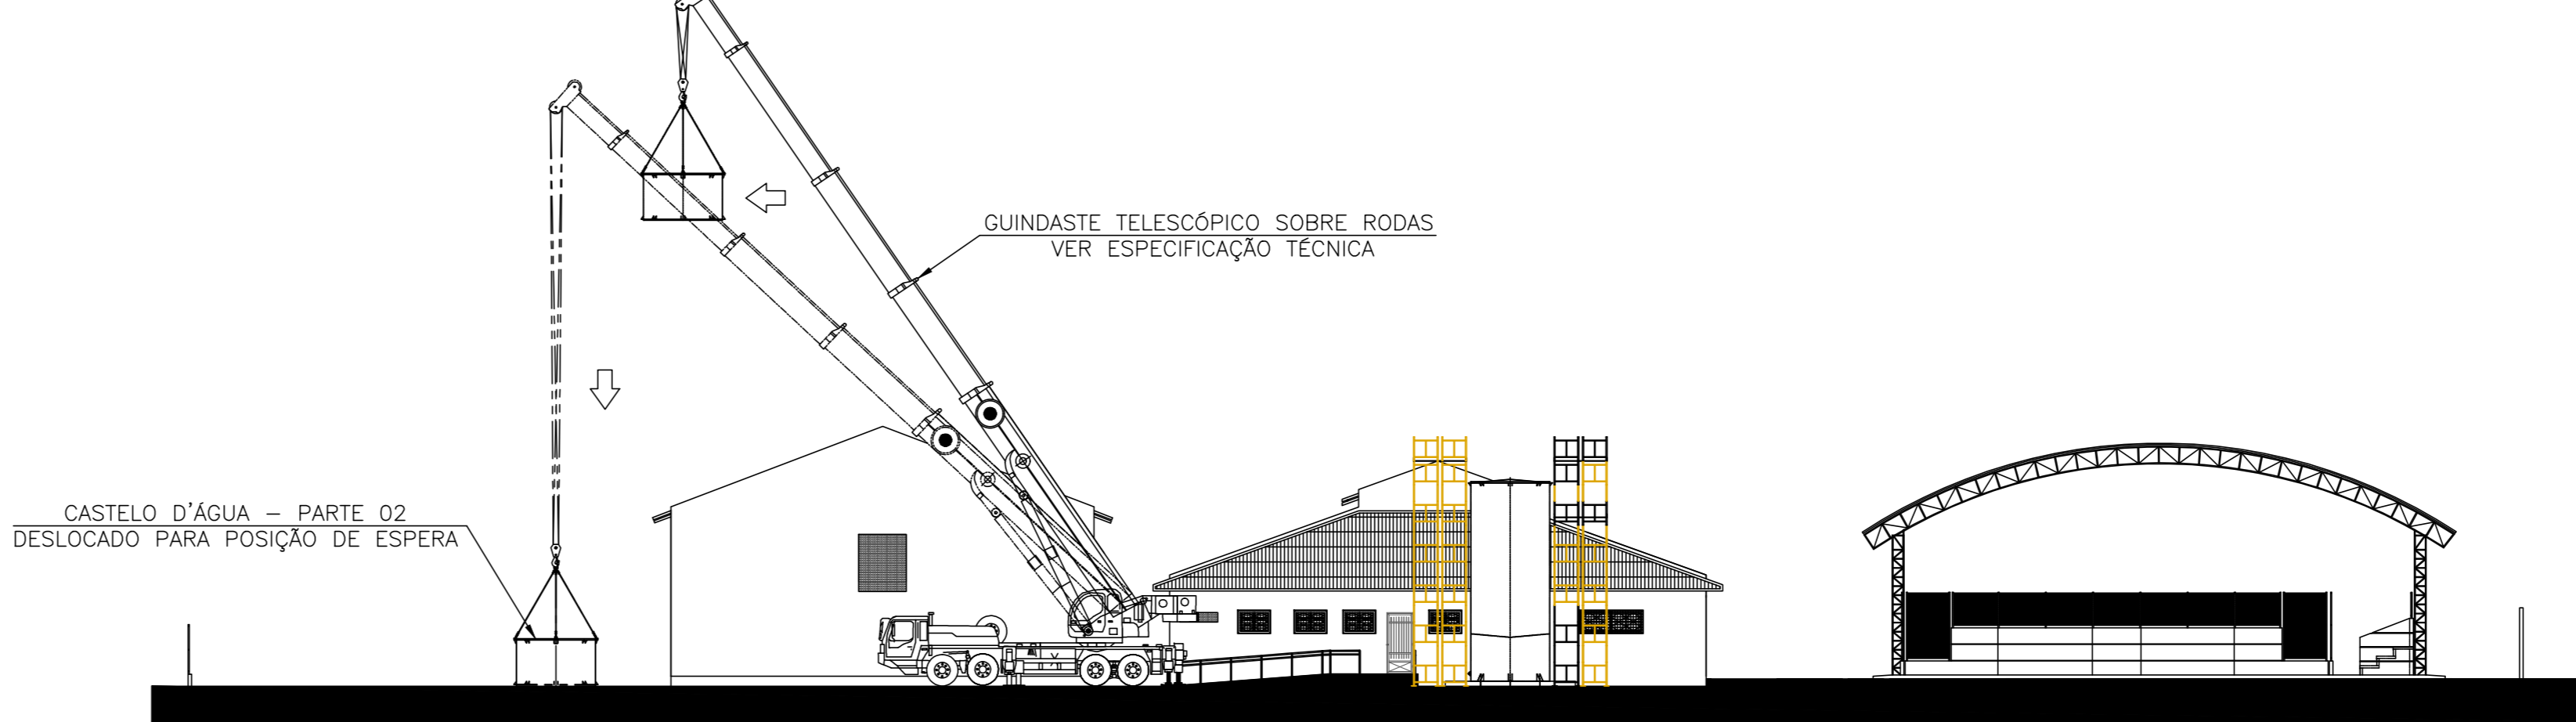 GUINDASTE TELESCÓPICO SOBRE RODAS
VER ESPECIFICAÇÃO TÉCNICA
CASTELO D'ÁGUA – PARTE 02
DESLOCADO PARA POSIÇÃO DE ESPERA